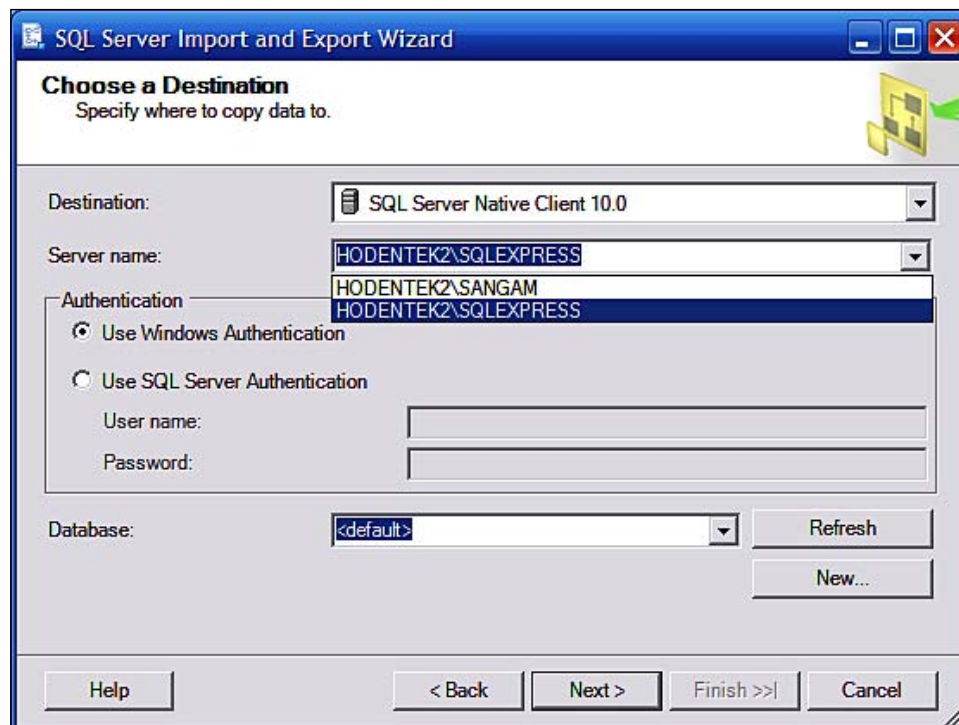 SQL Server Import and Export Wizard
Choose a Destination
Specify where to copy data to.
Destination: SQL Server Native Client 10.0
Server name: HODENTEK2\SQLEXPRESS
HODENTEK2\SANGAM
HODENTEK2\SQLEXPRESS
Authentication
Use Windows Authentication
Use SQL Server Authentication
User name:
Password:
Database: <default> Refresh
New...
Help < Back Next > Finish >>| Cancel